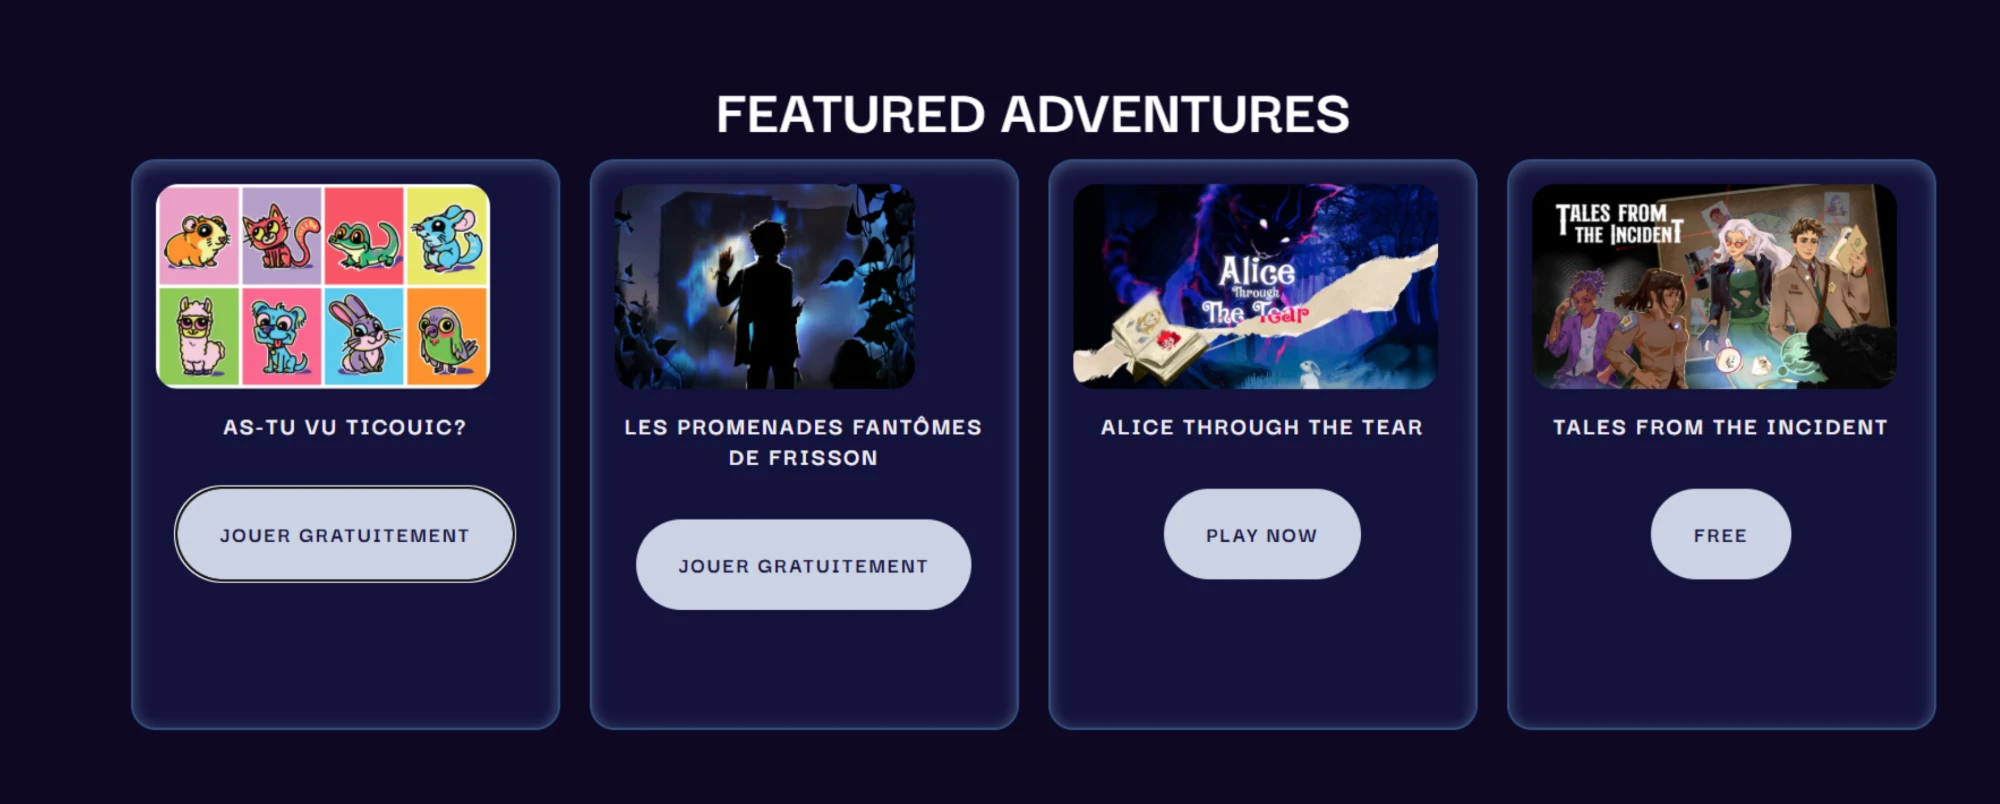 FEATURED ADVENTURES
AS-TU VU TICOUIC?
JOUER GRATUITEMENT
LES PROMENADES FANTÔMES
DE FRISSON
JOUER GRATUITEMENT
Alice
Through
The Tear
ALICE THROUGH THE TEAR
PLAY NOW
TALES FROM
THE INCIDENT
TALES FROM THE INCIDENT
FREE